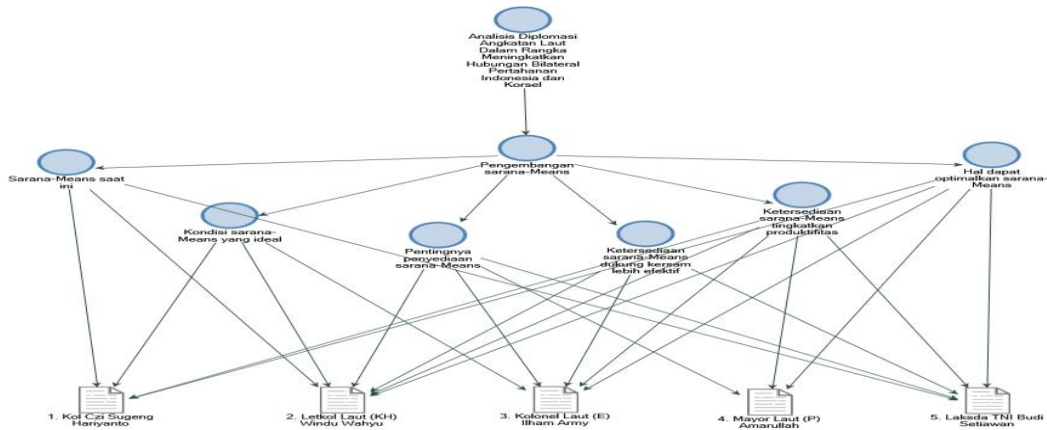 Analisis Diplomasi
Angkatan Laut
Dalam Rangka
Meningkatkan
Hubungan Bilateral
Pertahanan
Indonesia dan
Korsel
Pengembangan
sarana-Means
Sarana-Means saat
ini
Hal dapat
optimalkan sarana-
Means
Kondisi sarana-
Means yang ideal
Pentingnya
penyediaan
sarana-Means
Ketersediaan
sarana-Means
dukung kersam
lebih efektif
Ketersediaan
sarana-Means
tingkatkan
produktifitas
1. Kol Czi Sugeng
Hariyanto
2. Letkol Laut (KH)
Windu Wahyu
3. Kolonel Laut (E)
Ilham Army
4. Mayor Laut (P)
Amarullah
5. Laksda TNI Budi
Setiawan